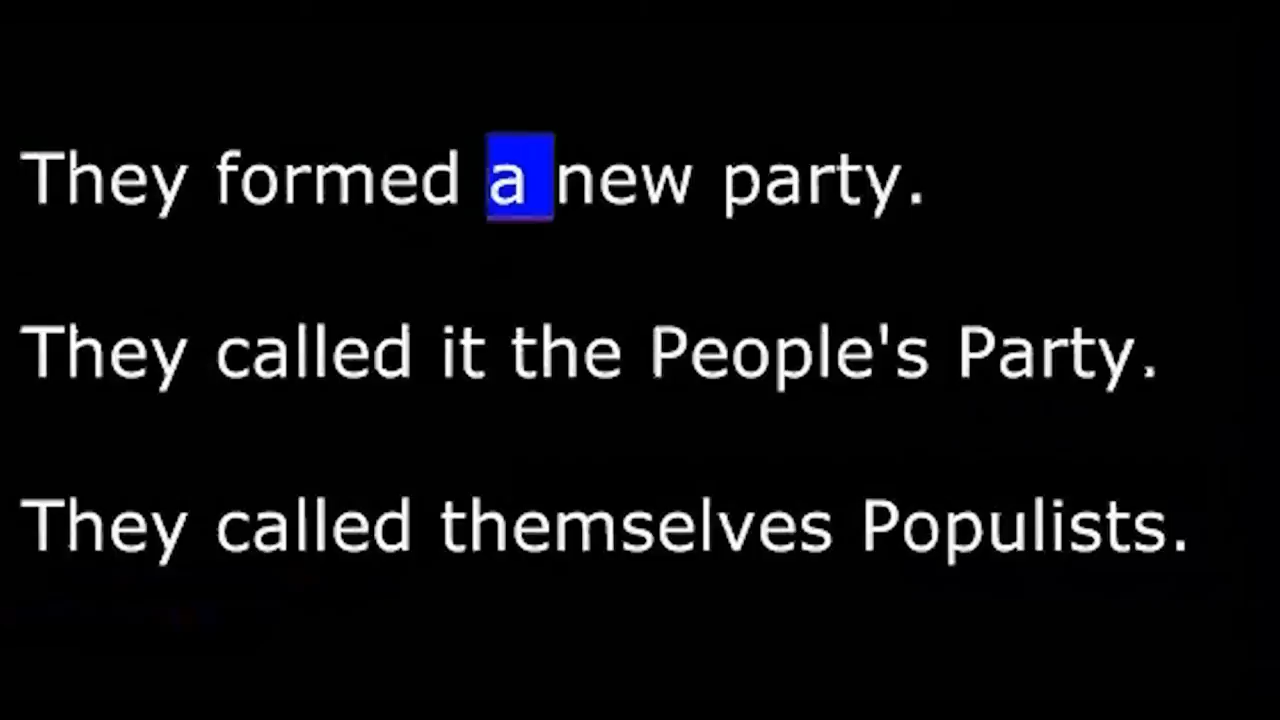 They formed a new party.
They called it the People's Party.
They called themselves Populists.